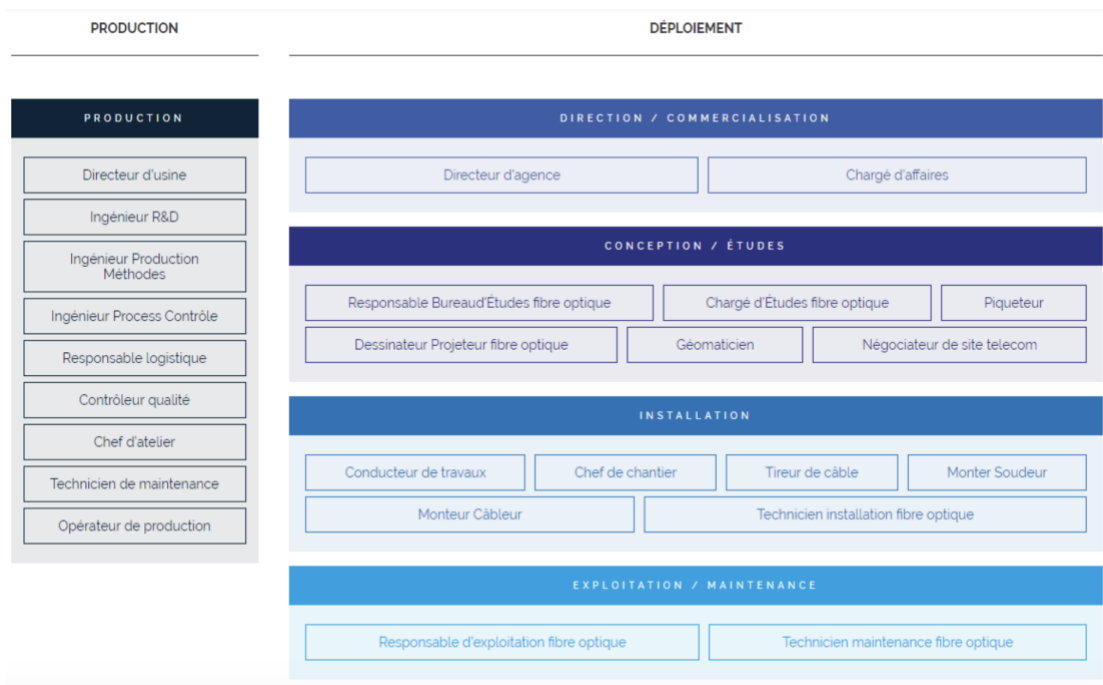 PRODUCTION
DÉPLOIEMENT
PRODUCTION
Directeur d'usine
Ingénieur R&D
Ingénieur Production
Méthodes
Ingénieur Process Contrôle
Responsable logistique
Contrôleur qualité
Chef d'atelier
Technicien de maintenance
Opérateur de production
DIRECTION / COMMERCIALISATION
Directeur d'agence
Chargé d'affaires
CONCEPTION / ÉTUDES
Responsable Bureaud'Études fibre optique
Chargé d'Études fibre optique
Piqueteur
Dessinateur Projeteur fibre optique
Géomaticien
Négociateur de site telecom
INSTALLATION
Conducteur de travaux
Chef de chantier
Tireur de câble
Monter Soudeur
Monteur Câbleur
Technicien installation fibre optique
EXPLOITATION / MAINTENANCE
Responsable d'exploitation fibre optique
Technicien maintenance fibre optique